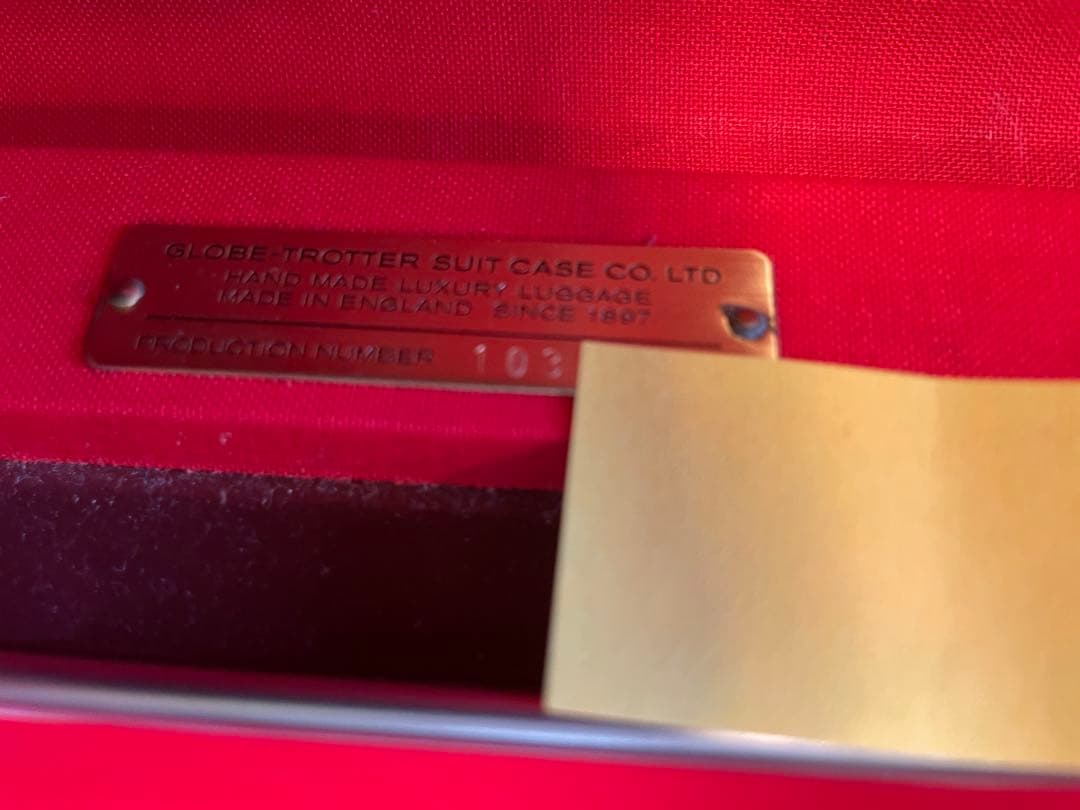 GLOBE-TROTTER SUIT CASE CO. LTD
HAND MADE LUXURY LUGGAGE
MADE IN ENGLAND SINCE 1897
PRODUCTION NUMBER 103